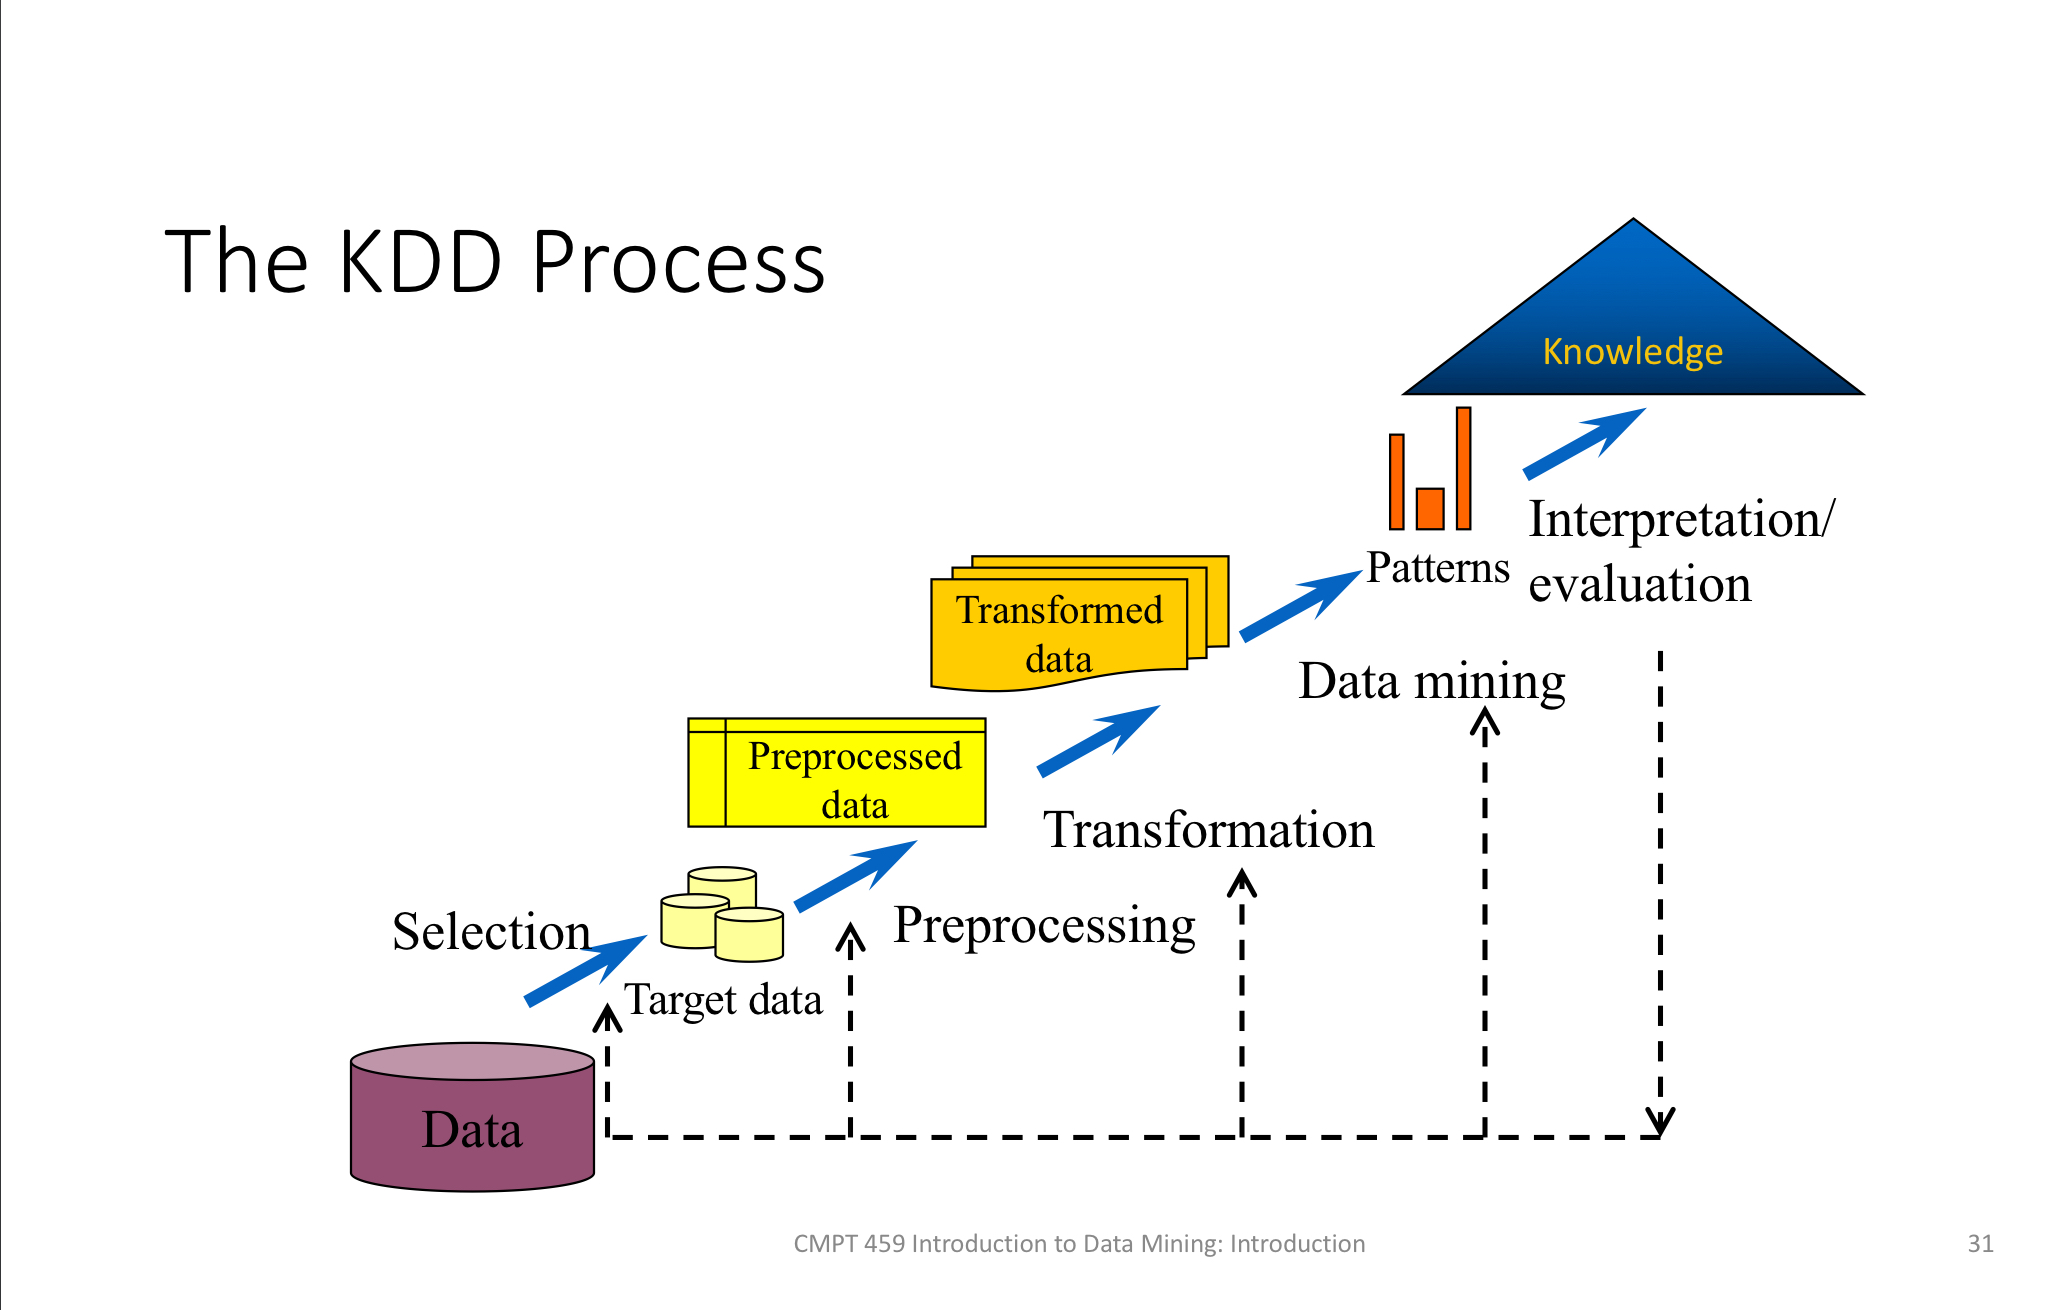 The KDD Process
Knowledge
Interpretation/
evaluation
Patterns
Transformed
data
Data mining
Preprocessed
data
Transformation
Selection
Preprocessing
Target data
Data
CMPT 459 Introduction to Data Mining: Introduction
31